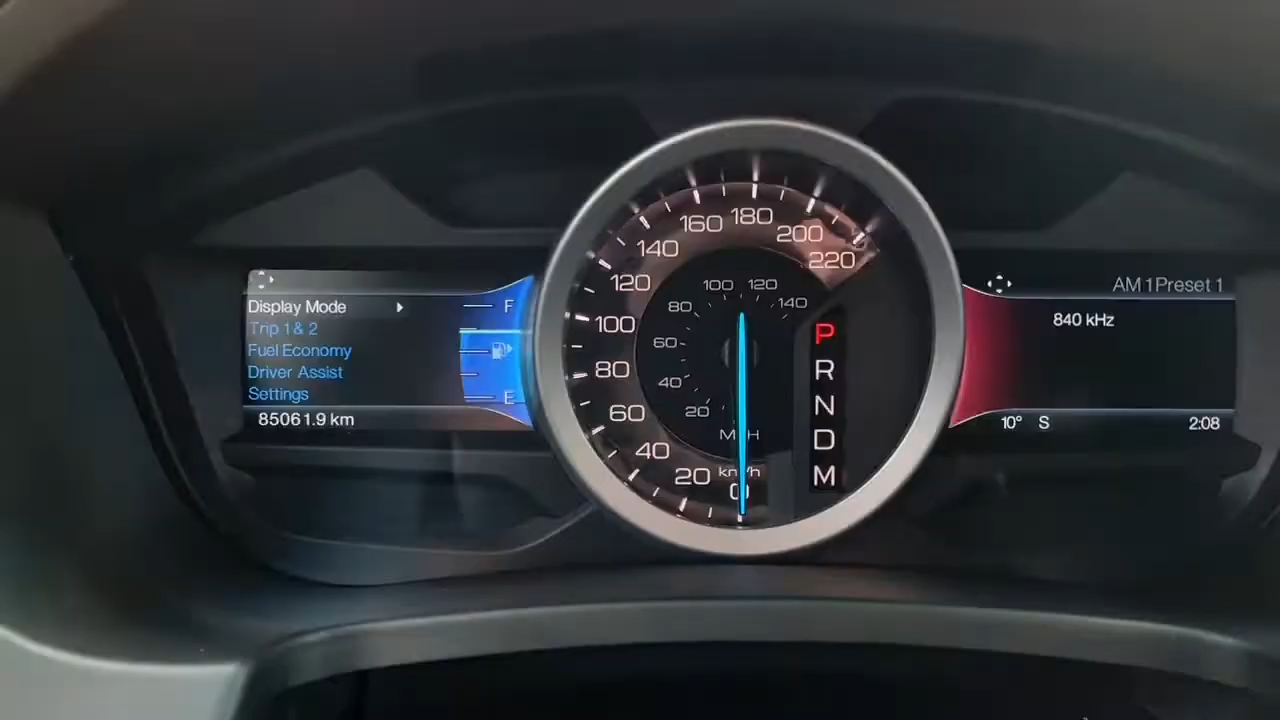 Display Mode
Trip 1 & 2
Fuel Economy
Driver Assist
Settings
85061.9 km
F
E
220
200
180
160
140
120
100
80
60
40
20
0
km/h
140
120
100
80
60
40
20
MPH
P
R
N
D
M
AM 1 Preset 1
840 kHz
10° S
2:08